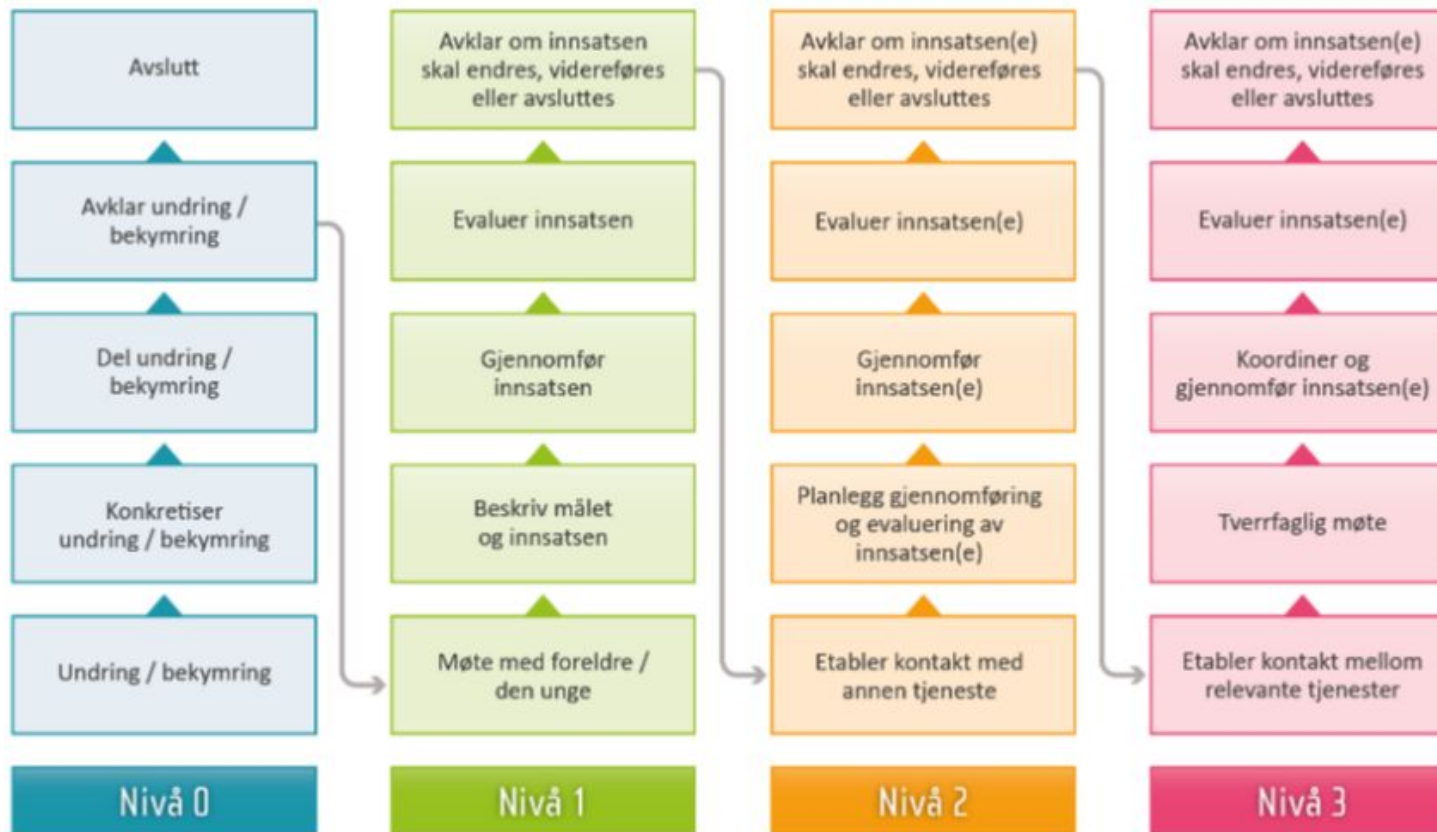 Avslutt
Avklar undring /
bekymring
Del undring /
bekymring
Konkretiser
undring / bekymring
Undring / bekymring
Nivå 0
Avklar om innsatsen
skal endres, videreføres
eller avsluttes
Evaluer innsatsen
Gjennomfør
innsatsen
Beskriv målet
og innsatsen
Møte med foreldre /
den unge
Nivå 1
Avklar om innsatsen(e)
skal endres, videreføres
eller avsluttes
Evaluer innsatsen(e)
Gjennomfør
innsatsen(e)
Planlegg gjennomføring
og evaluering av
innsatsen(e)
Etabler kontakt med
annen tjeneste
Nivå 2
Avklar om innsatsen(e)
skal endres, videreføres
eller avsluttes
Evaluer innsatsen(e)
Koordiner og
gjennomfør innsatsen(e)
Tverrfaglig møte
Etabler kontakt mellom
relevante tjenester
Nivå 3